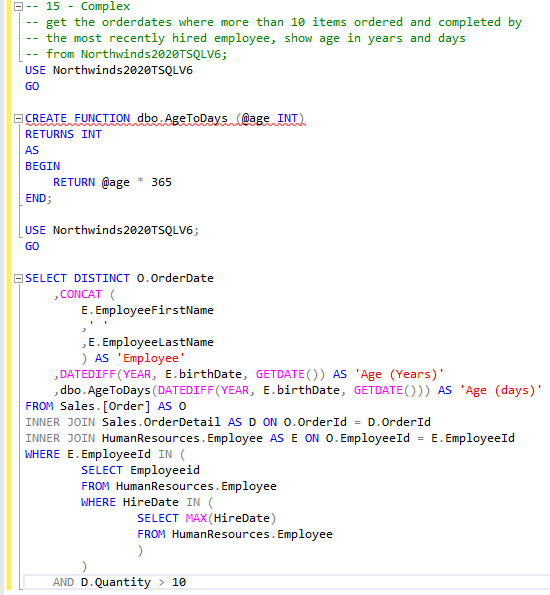 -- 15 - Complex
-- get the orderdates where more than 10 items ordered and completed by
-- the most recently hired employee, show age in years and days
-- from Northwinds2020TSQLV6;
USE Northwinds2020TSQLV6
GO
CREATE FUNCTION dbo.AgeToDays (@age INT)
RETURNS INT
AS
BEGIN
    RETURN @age * 365
END;
USE Northwinds2020TSQLV6;
GO
SELECT DISTINCT O.OrderDate
    ,CONCAT (
        E.EmployeeFirstName
        ,' '
        ,E.EmployeeLastName
        ) AS 'Employee'
    ,DATEDIFF(YEAR, E.birthDate, GETDATE()) AS 'Age (Years)'
    ,dbo.AgeToDays(DATEDIFF(YEAR, E.birthDate, GETDATE())) AS 'Age (days)'
FROM Sales.[Order] AS O
INNER JOIN Sales.OrderDetail AS D ON O.OrderId = D.OrderId
INNER JOIN HumanResources.Employee AS E ON O.EmployeeId = E.EmployeeId
WHERE E.EmployeeId IN (
        SELECT Employeeid
        FROM HumanResources.Employee
        WHERE HireDate IN (
                SELECT MAX(HireDate)
                FROM HumanResources.Employee
                )
        )
    AND D.Quantity > 10